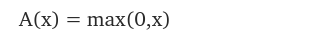 A(x) = max(0,x)